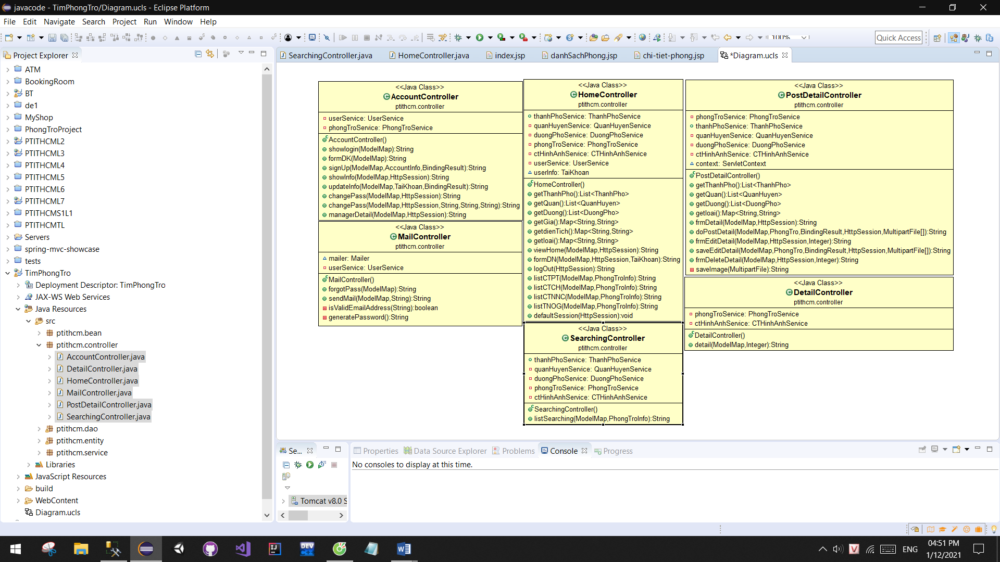 javacode - TimPhongTro/Diagram.ucls - Eclipse Platform
File Edit Navigate Search Project Run Window Help
100%
Quick Access
Project Explorer
ATM
BookingRoom
BT
de1
MyShop
PhongTroProject
PTITHCML2
PTITHCML3
PTITHCML4
PTITHCML5
PTITHCML6
PTITHCML7
PTITHCMS1L1
PTITHCMTL
Servers
spring-mvc-showcase
tests
TimPhongTro
Deployment Descriptor: TimPhongTro
JAX-WS Web Services
Java Resources
src
ptithcm.bean
ptithcm.controller
AccountController.java
DetailController.java
HomeController.java
MailController.java
PostDetailController.java
SearchingController.java
ptithcm.dao
ptithcm.entity
ptithcm.service
Libraries
JavaScript Resources
build
WebContent
Diagram.ucls
SearchingController.java HomeController.java index.jsp danhSachPhong.jsp chi-tiet-phong.jsp *Diagram.ucls
<<Java Class>>
AccountController
ptithcm.controller
userService: UserService
phongTroService: PhongTroService
AccountController()
showlogin(ModelMap):String
formDK(ModelMap):String
signUp(ModelMap,AccountInfo,BindingResult):String
showInfo(ModelMap,HttpSession):String
updateInfo(ModelMap,TaiKhoan,BindingResult):String
changePass(ModelMap,HttpSession):String
changePass(ModelMap,HttpSession,String,String,String):String
managerDetail(ModelMap,HttpSession):String
<<Java Class>>
MailController
ptithcm.controller
mailer: Mailer
userService: UserService
MailController()
forgotPass(ModelMap):String
sendMail(ModelMap,String):String
isValidEmailAddress(String):boolean
generatePassword():String
<<Java Class>>
HomeController
ptithcm.controller
thanhPhoService: ThanhPhoService
quanHuyenService: QuanHuyenService
duongPhoService: DuongPhoService
phongTroService: PhongTroService
ctHinhAnhService: CTHinhAnhService
userService: UserService
userInfo: TaiKhoan
HomeController()
getThanhPho():List<ThanhPho>
getQuan():List<QuanHuyen>
getDuong():List<DuongPho>
getGia():Map<String,String>
getdienTich():Map<String,String>
getloai():Map<String,String>
viewHome(ModelMap,HttpSession):String
formDN(ModelMap,HttpSession,TaiKhoan):String
logOut(HttpSession):String
listCTPT(ModelMap,PhongTroInfo):String
listCTCH(ModelMap,PhongTroInfo):String
listCTNNC(ModelMap,PhongTroInfo):String
listTNOG(ModelMap,PhongTroInfo):String
defaultSession(HttpSession):void
<<Java Class>>
SearchingController
ptithcm.controller
thanhPhoService: ThanhPhoService
quanHuyenService: QuanHuyenService
duongPhoService: DuongPhoService
phongTroService: PhongTroService
ctHinhAnhService: CTHinhAnhService
SearchingController()
listSearching(ModelMap,PhongTroInfo):String
<<Java Class>>
PostDetailController
ptithcm.controller
phongTroService: PhongTroService
thanhPhoService: ThanhPhoService
quanHuyenService: QuanHuyenService
duongPhoService: DuongPhoService
ctHinhAnhService: CTHinhAnhService
context: ServletContext
PostDetailController()
getThanhPho():List<ThanhPho>
getQuan():List<QuanHuyen>
getDuong():List<DuongPho>
getloai():Map<String,String>
frmDetail(ModelMap,HttpSession):String
doPostDetail(ModelMap,PhongTro,BindingResult,HttpSession,MultipartFile[]):String
frmEditDetail(ModelMap,HttpSession,Integer):String
saveEditDetail(ModelMap,PhongTro,BindingResult,HttpSession,MultipartFile[]):String
frmDeleteDetail(ModelMap,HttpSession,Integer):String
saveImage(MultipartFile):String
<<Java Class>>
DetailController
ptithcm.controller
phongTroService: PhongTroService
ctHinhAnhService: CTHinhAnhService
DetailController()
detail(ModelMap,Integer):String
Se...
Tomcat v8.0 S
Properties Data Source Explorer Problems Console Progress
No consoles to display at this time.
DEV
ENG
04:51 PM
1/12/2021